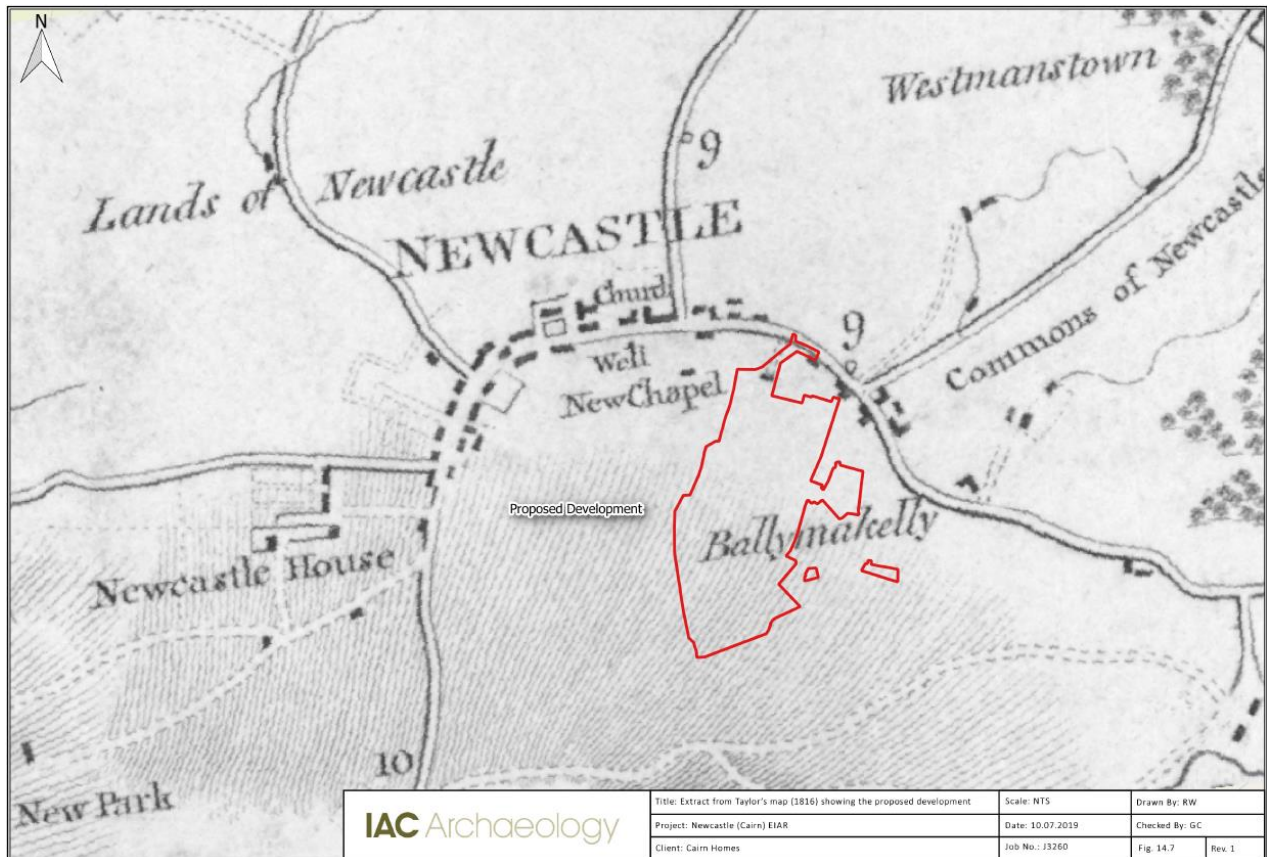 N
Westmanstown
9
Lands of Newcastle
NEWCASTLE
Church
9
Well
New Chapel
Commons of Newcastle
Proposed Development
Ballymakelly
Newcastle House
10
New Park
IAC Archaeology
Title: Extract from Taylor's map (1816) showing the proposed development
Scale: NTS
Drawn By: RW
Project: Newcastle (Cairn) EIAR
Date: 10.07.2019
Checked By: GC
Client: Cairn Homes
Job No.: J3260
Fig. 14.7
Rev. 1